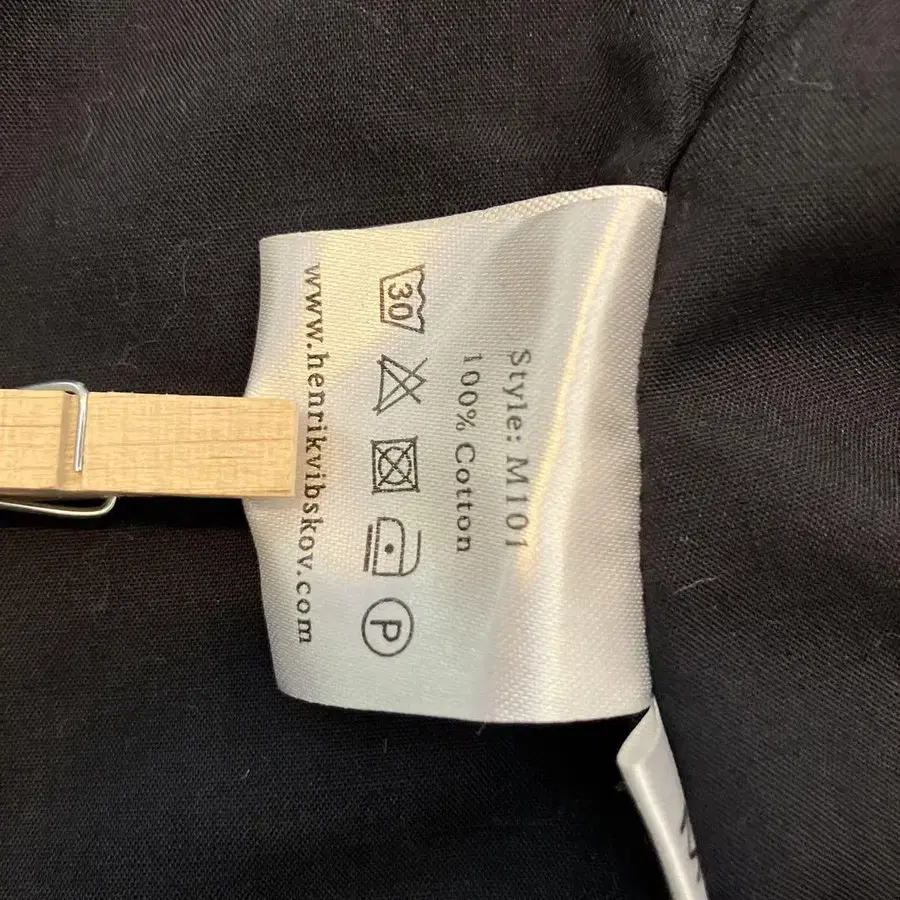 Style: M101
100% Cotton
30
P
www.henrikvibskov.com